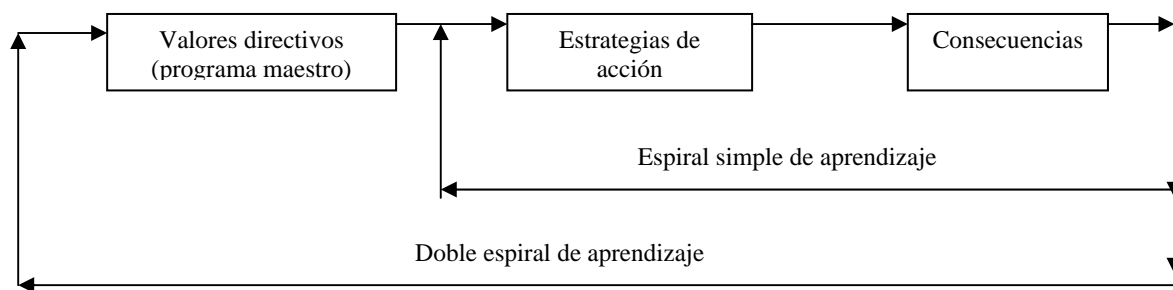 Valores directivos
(programa maestro)
Estrategias de
acción
Consecuencias
Espiral simple de aprendizaje
Doble espiral de aprendizaje